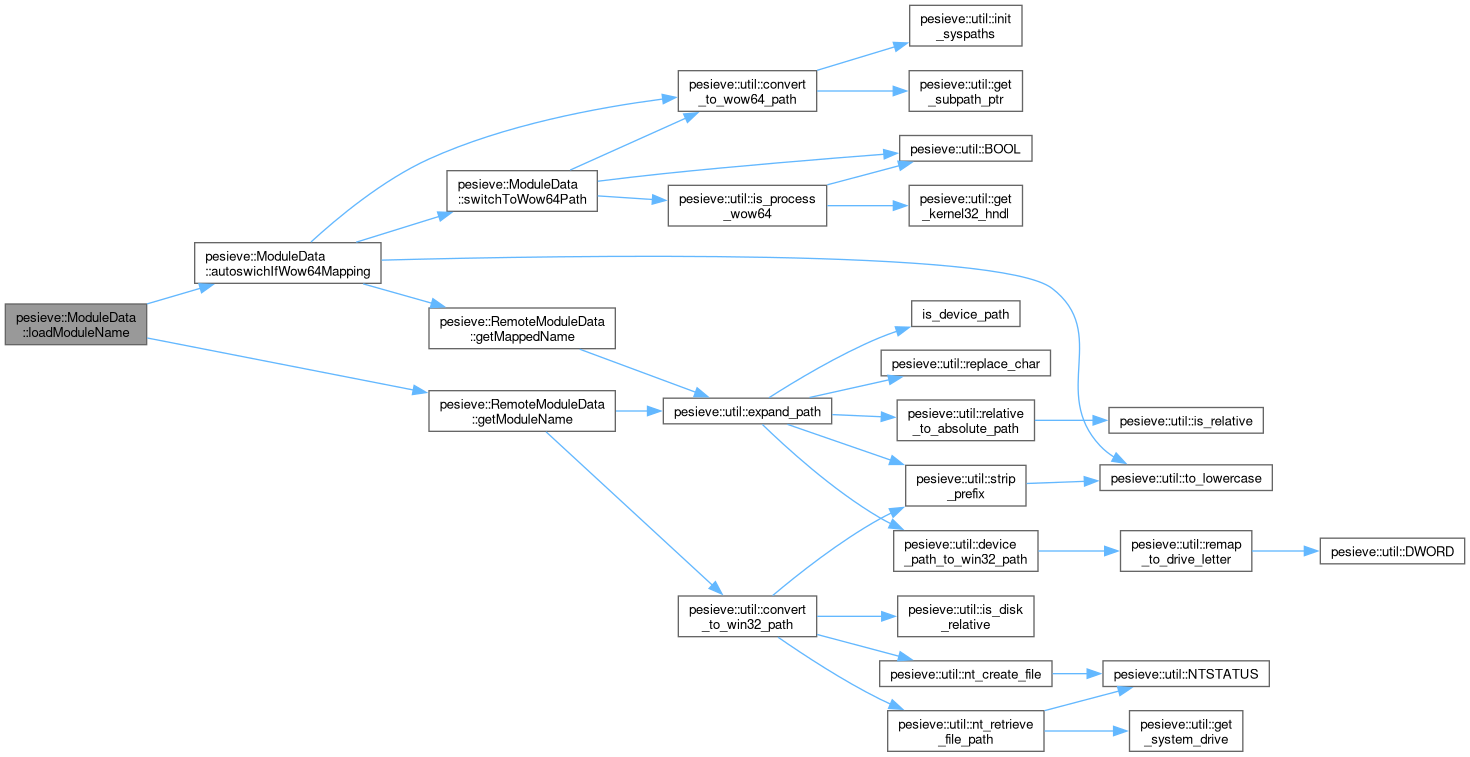 pesieve::util::init
_syspaths
pesieve::util::convert
_to_wow64_path
pesieve::util::get
_subpath_ptr
pesieve::util::BOOL
pesieve::ModuleData
::switchToWow64Path
pesieve::util::is_process
_wow64
pesieve::util::get
_kernel32_hndl
pesieve::ModuleData
::autoswichIfWow64Mapping
pesieve::ModuleData
::loadModuleName
pesieve::RemoteModuleData
::getMappedName
is_device_path
pesieve::util::replace_char
pesieve::RemoteModuleData
::getModuleName
pesieve::util::expand_path
pesieve::util::relative
_to_absolute_path
pesieve::util::is_relative
pesieve::util::strip
_prefix
pesieve::util::to_lowercase
pesieve::util::device
_path_to_win32_path
pesieve::util::remap
_to_drive_letter
pesieve::util::DWORD
pesieve::util::convert
_to_win32_path
pesieve::util::is_disk
_relative
pesieve::util::nt_create_file
pesieve::util::NTSTATUS
pesieve::util::nt_retrieve
_file_path
pesieve::util::get
_system_drive